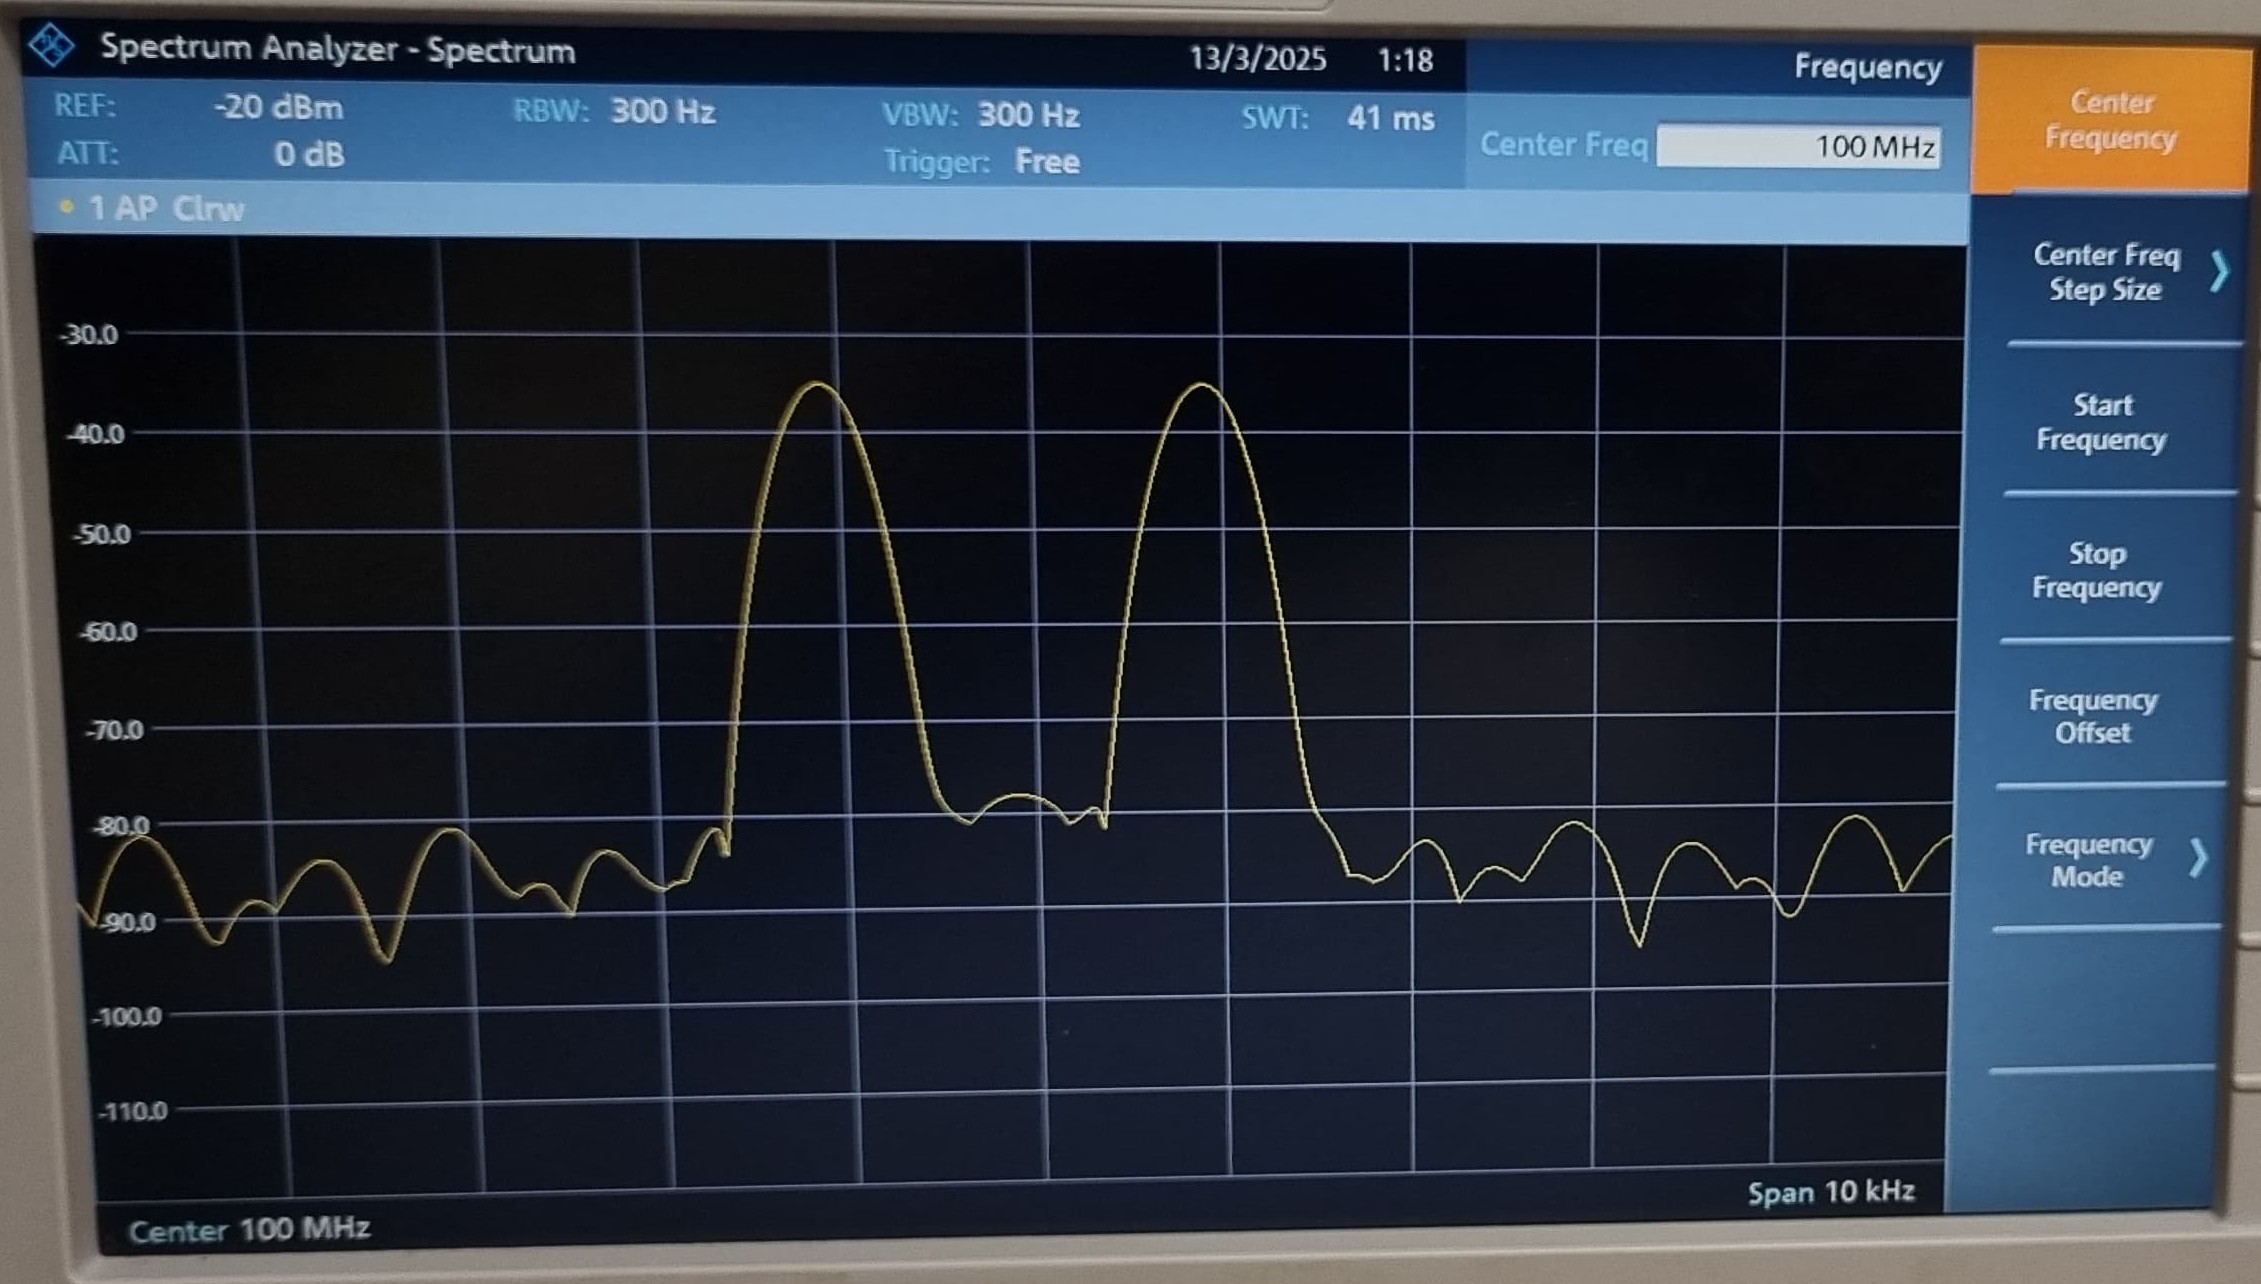 Spectrum Analyzer - Spectrum 13/3/2025 1:18
REF: -20 dBm RBW: 300 Hz VBW: 300 Hz SWT: 41 ms
ATT: 0 dB Trigger: Free
1 AP Clrw
Frequency
Center Freq 100 MHz
Center
Frequency
Center Freq
Step Size
Start
Frequency
Stop
Frequency
Frequency
Offset
Frequency
Mode
-30.0
-40.0
-50.0
-60.0
-70.0
-80.0
-90.0
-100.0
-110.0
Center 100 MHz Span 10 kHz